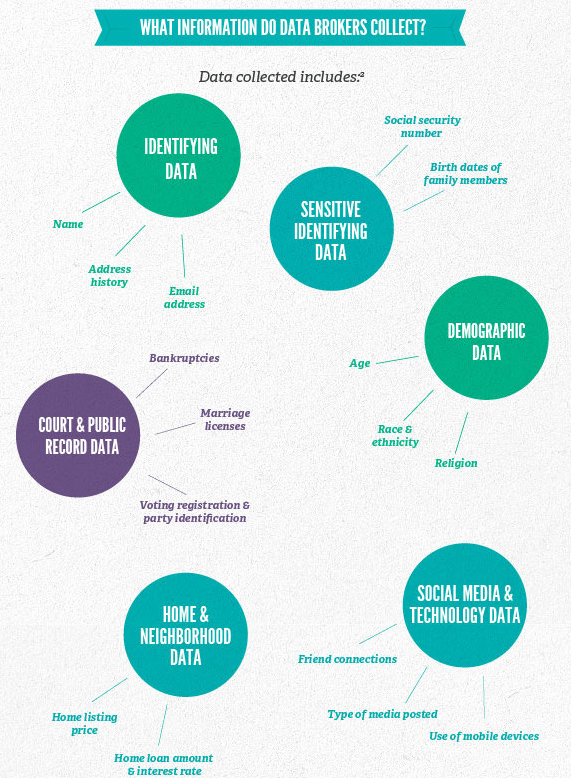 WHAT INFORMATION DO DATA BROKERS COLLECT?
Data collected includes:²
IDENTIFYING
DATA
Name
Address
history
Email
address
Social security
number
Birth dates of
family members
SENSITIVE
IDENTIFYING
DATA
DEMOGRAPHIC
DATA
Age
Race &
ethnicity
Religion
Bankruptcies
COURT & PUBLIC
RECORD DATA
Marriage
licenses
Voting registration &
party identification
HOME &
NEIGHBORHOOD
DATA
Home listing
price
Home loan amount
& interest rate
SOCIAL MEDIA &
TECHNOLOGY DATA
Friend connections
Type of media posted
Use of mobile devices